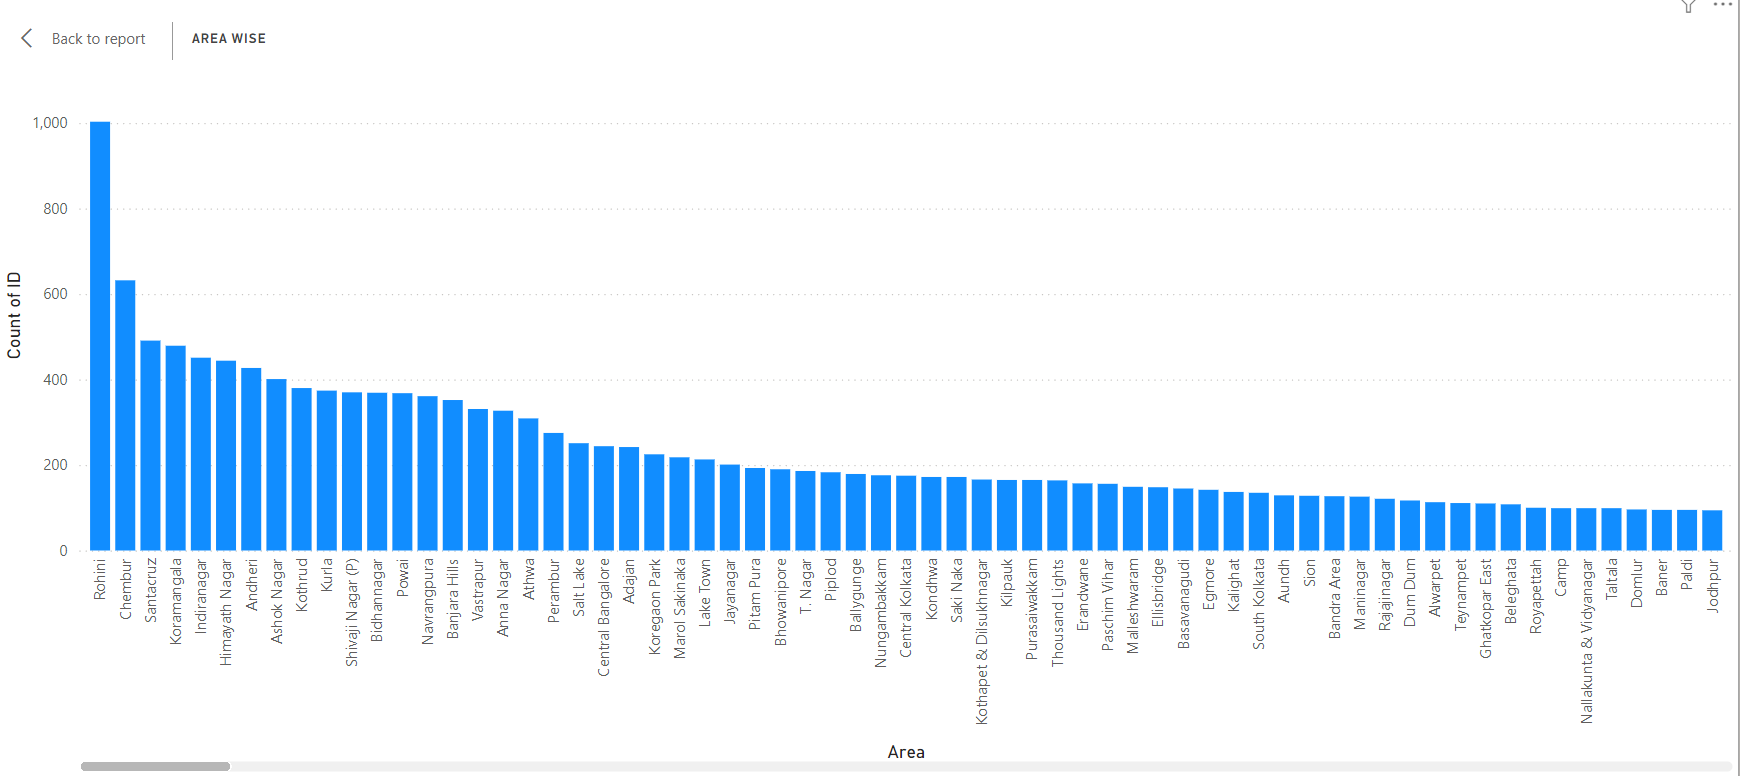 Back to report
AREA WISE
Count of ID
1,000
800
600
400
200
0
Rohini
Chembur
Santacruz
Koramangala
Indiranagar
Himayath Nagar
Andheri
Ashok Nagar
Kothrud
Kurla
Shivaji Nagar (P)
Bidhannagar
Powai
Navrangpura
Banjara Hills
Vastrapur
Anna Nagar
Athwa
Perambur
Salt Lake
Central Bangalore
Adajan
Koregaon Park
Marol Sakinaka
Lake Town
Jayanagar
Pitam Pura
Bhowanipore
T. Nagar
Piplod
Ballygunge
Nungambakkam
Central Kolkata
Kondhwa
Saki Naka
Kothapet & Dilsukhnagar
Kilpauk
Purasaiwakkam
Thousand Lights
Erandwane
Paschim Vihar
Malleshwaram
Ellisbridge
Basavanagudi
Egmore
Kalighat
South Kolkata
Aundh
Sion
Bandra Area
Maninagar
Rajajinagar
Dum Dum
Alwarpet
Teynampet
Ghatkopar East
Beleghata
Royapettah
Camp
Nallakunta & Vidyanagar
Taltala
Domlur
Baner
Paldi
Jodhpur
Area